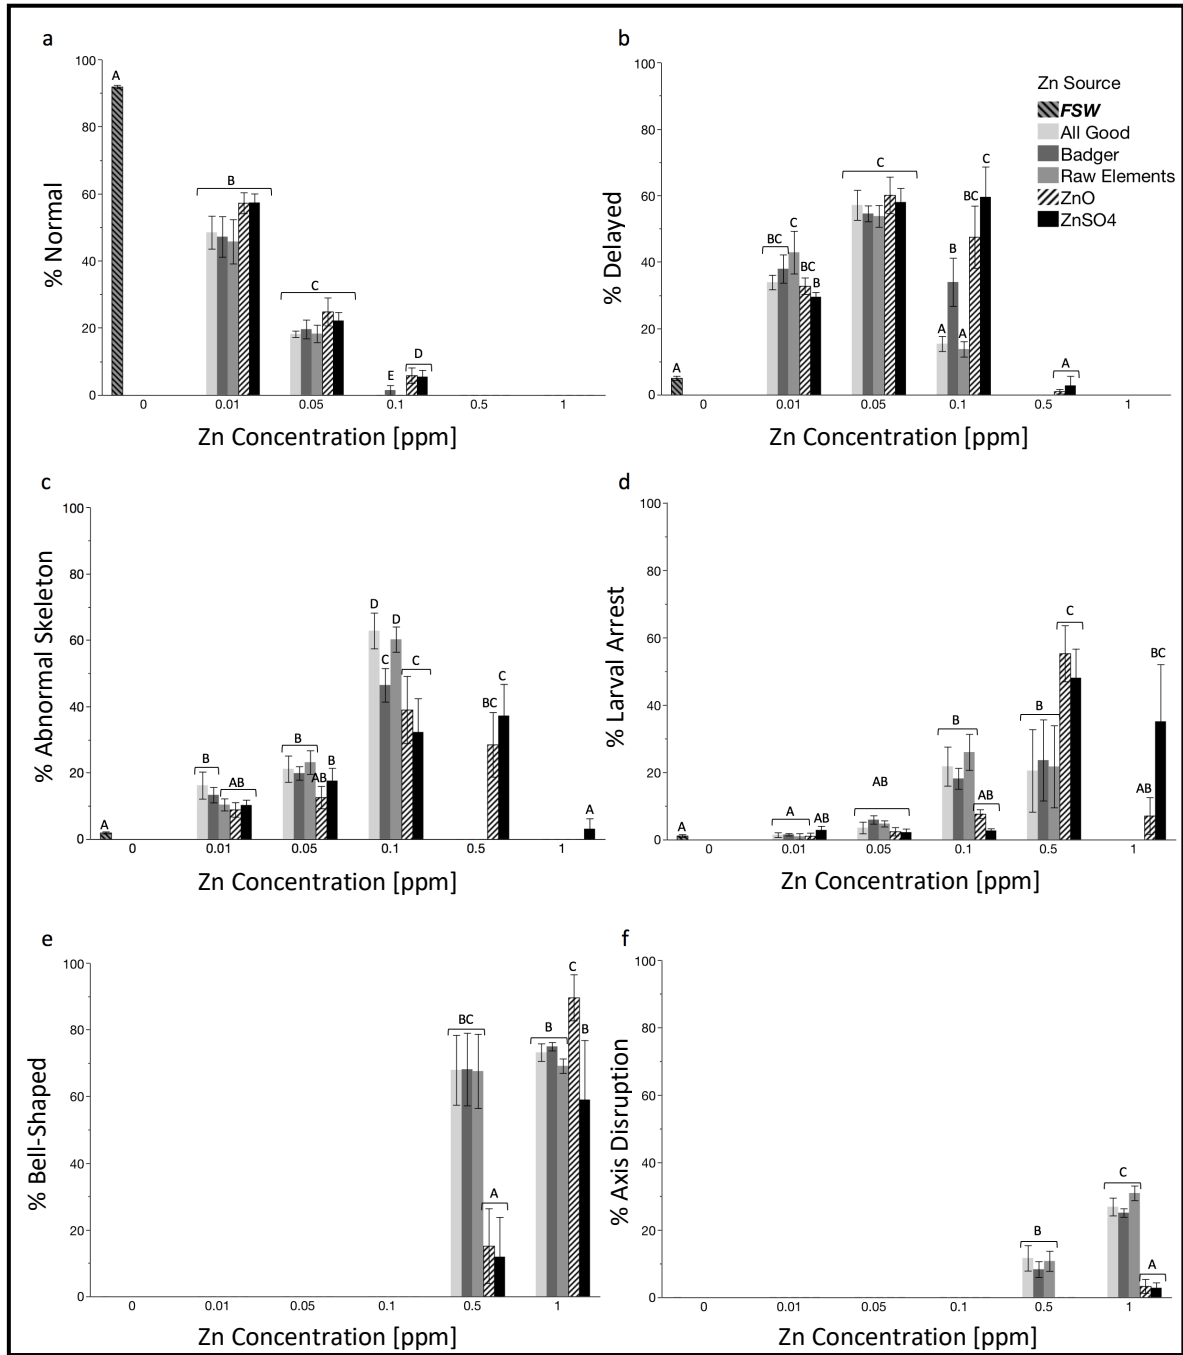 a
100
80
60
40
20
0
% Normal
A
B
C
E
D
0 0.01 0.05 0.1 0.5 1
Zn Concentration [ppm]
b
100
80
60
40
20
0
% Delayed
A
BC
C
BC
B
C
A
B
A
BC
C
A
0 0.01 0.05 0.1 0.5 1
Zn Concentration [ppm]
Zn Source
FSW
All Good
Badger
Raw Elements
ZnO
ZnSO4
c
100
80
60
40
20
0
% Abnormal Skeleton
A
B
AB
B
AB
B
D
C
D
C
BC
C
A
0 0.01 0.05 0.1 0.5 1
Zn Concentration [ppm]
d
100
80
60
40
20
0
% Larval Arrest
A
A
AB
AB
B
AB
B
C
AB
BC
0 0.01 0.05 0.1 0.5 1
Zn Concentration [ppm]
e
100
80
60
40
20
0
% Bell-Shaped
BC
A
B
C
B
0 0.01 0.05 0.1 0.5 1
Zn Concentration [ppm]
f
100
80
60
40
20
0
% Axis Disruption
B
C
A
0 0.01 0.05 0.1 0.5 1
Zn Concentration [ppm]